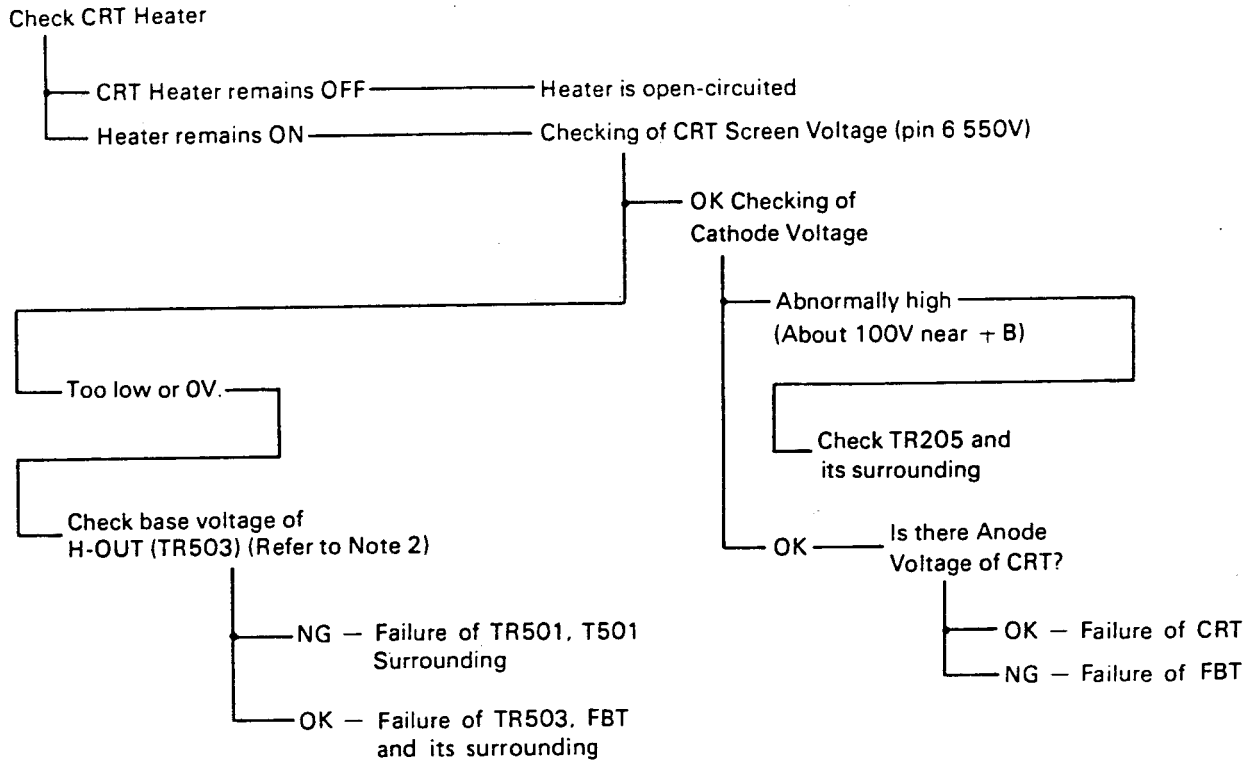 Check CRT Heater
CRT Heater remains OFF
Heater is open-circuited
Heater remains ON
Checking of CRT Screen Voltage (pin 6 550V)
OK Checking of
Cathode Voltage
Abnormally high
(About 100V near + B)
Too low or 0V.
Check TR205 and
its surrounding
Check base voltage of
H-OUT (TR503) (Refer to Note 2)
OK
Is there Anode
Voltage of CRT?
NG — Failure of TR501, T501
Surrounding
OK — Failure of CRT
NG — Failure of FBT
OK — Failure of TR503, FBT
and its surrounding